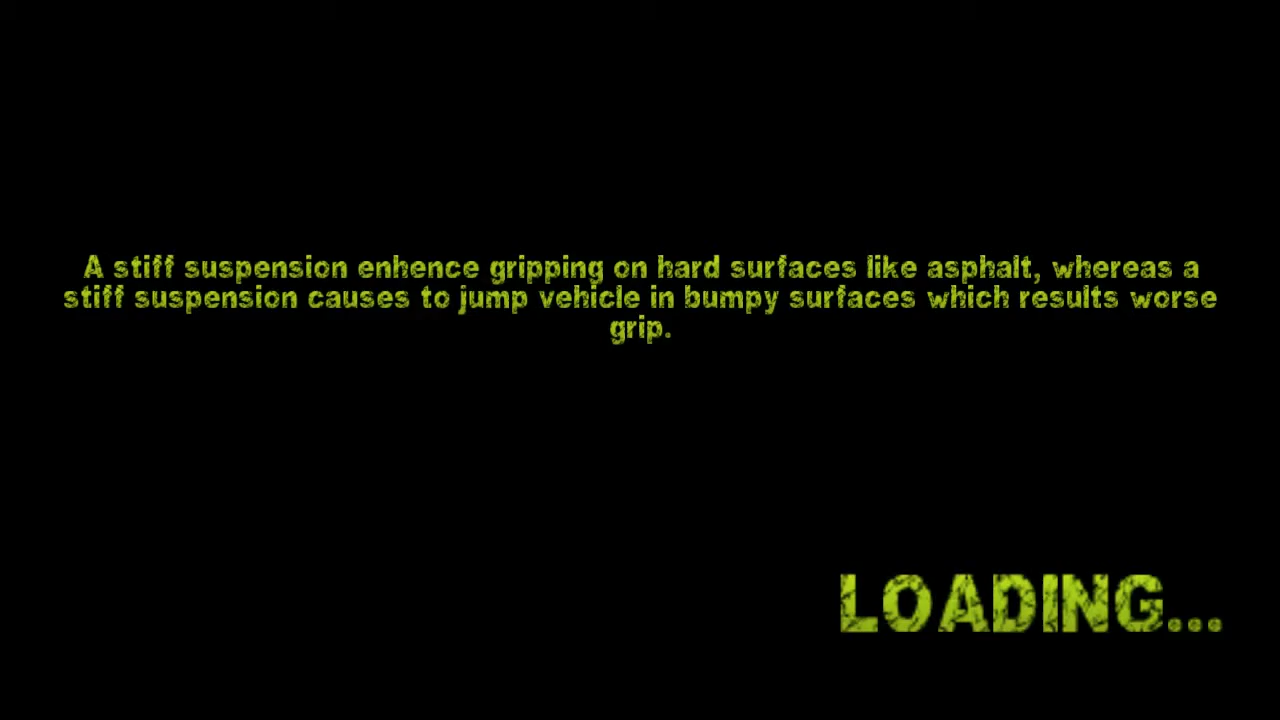 A stiff suspension enhence gripping on hard surfaces like asphalt, whereas a
stiff suspension causes to jump vehicle in bumpy surfaces which results worse
grip.
LOADING...